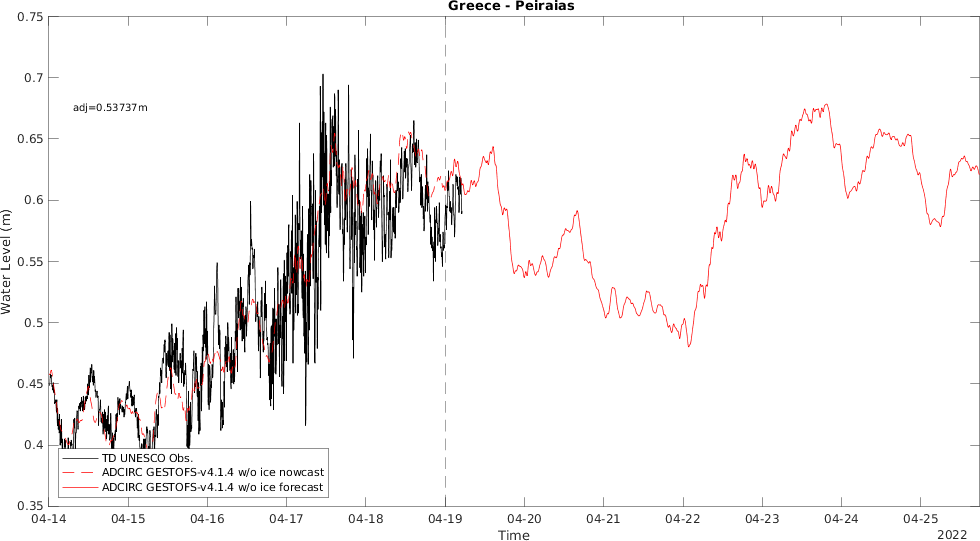 Greece - Peiraias
0.75
0.7
adj=0.53737m
0.65
0.6
0.55
0.5
0.45
0.4
0.35
Water Level (m)
TD UNESCO Obs.
ADCIRC GESTOFS-v4.1.4 w/o ice nowcast
ADCIRC GESTOFS-v4.1.4 w/o ice forecast
04-14 04-15 04-16 04-17 04-18 04-19 04-20 04-21 04-22 04-23 04-24 04-25
Time
2022